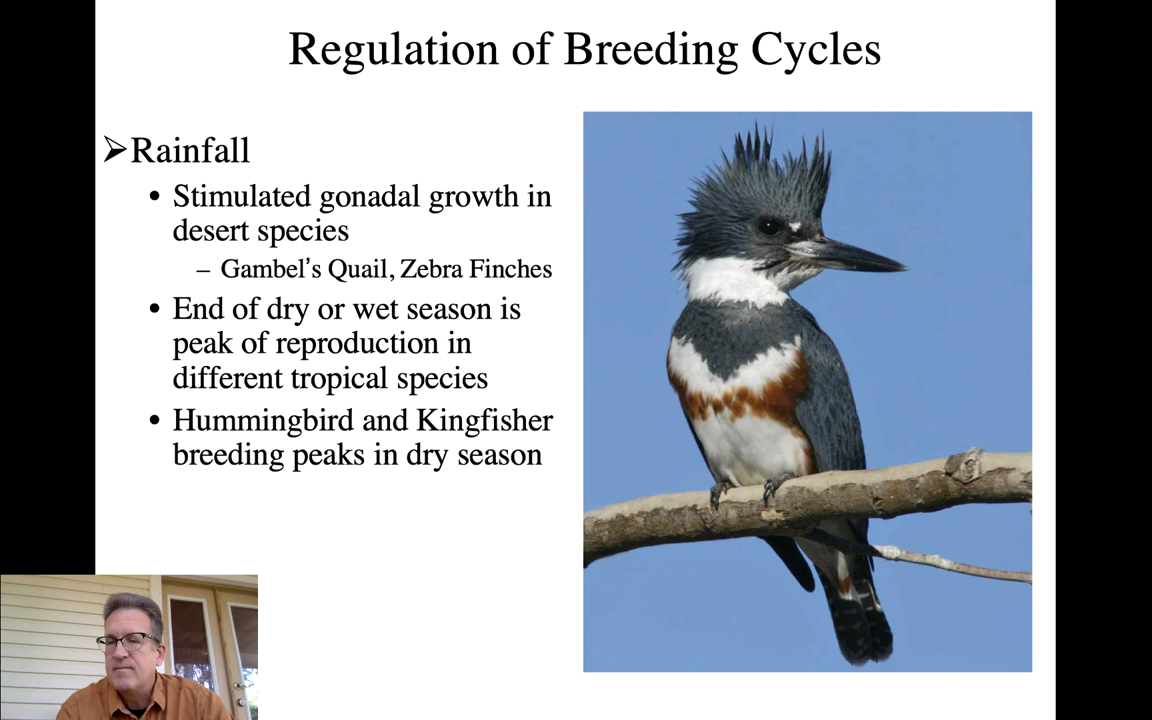 Regulation of Breeding Cycles
➢Rainfall
• Stimulated gonadal growth in
desert species
– Gambel’s Quail, Zebra Finches
• End of dry or wet season is
peak of reproduction in
different tropical species
• Hummingbird and Kingfisher
breeding peaks in dry season